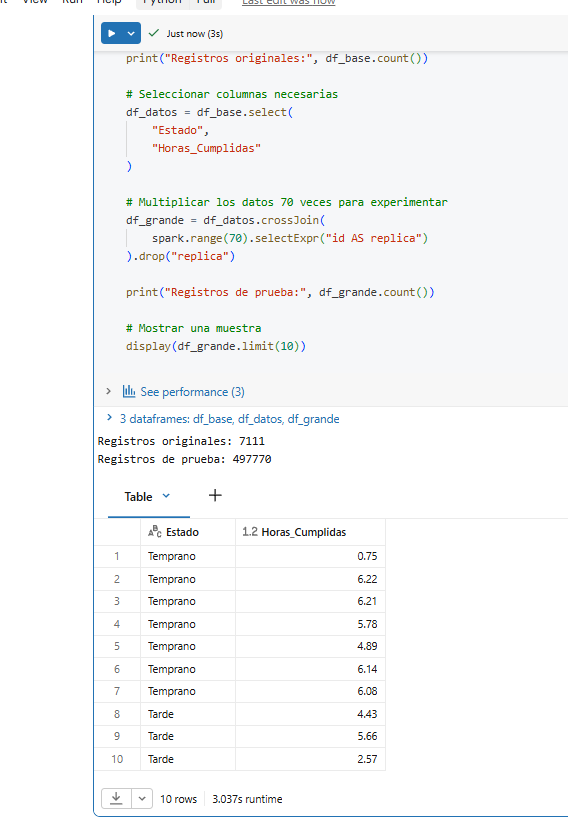 View Run Help Python Full Last edit was now
Just now (3s)
print("Registros originales:", df_base.count())
# Seleccionar columnas necesarias
df_datos = df_base.select(
"Estado",
"Horas_Cumplidas"
)
# Multiplicar los datos 70 veces para experimentar
df_grande = df_datos.crossJoin(
spark.range(70).selectExpr("id AS replica")
).drop("replica")
print("Registros de prueba:", df_grande.count())
# Mostrar una muestra
display(df_grande.limit(10))
See performance (3)
3 dataframes: df_base, df_datos, df_grande
Registros originales: 7111
Registros de prueba: 497770
Table +
ABC Estado 1.2 Horas_Cumplidas
1 Temprano 0.75
2 Temprano 6.22
3 Temprano 6.21
4 Temprano 5.78
5 Temprano 4.89
6 Temprano 6.14
7 Temprano 6.08
8 Tarde 4.43
9 Tarde 5.66
10 Tarde 2.57
10 rows 3.037s runtime